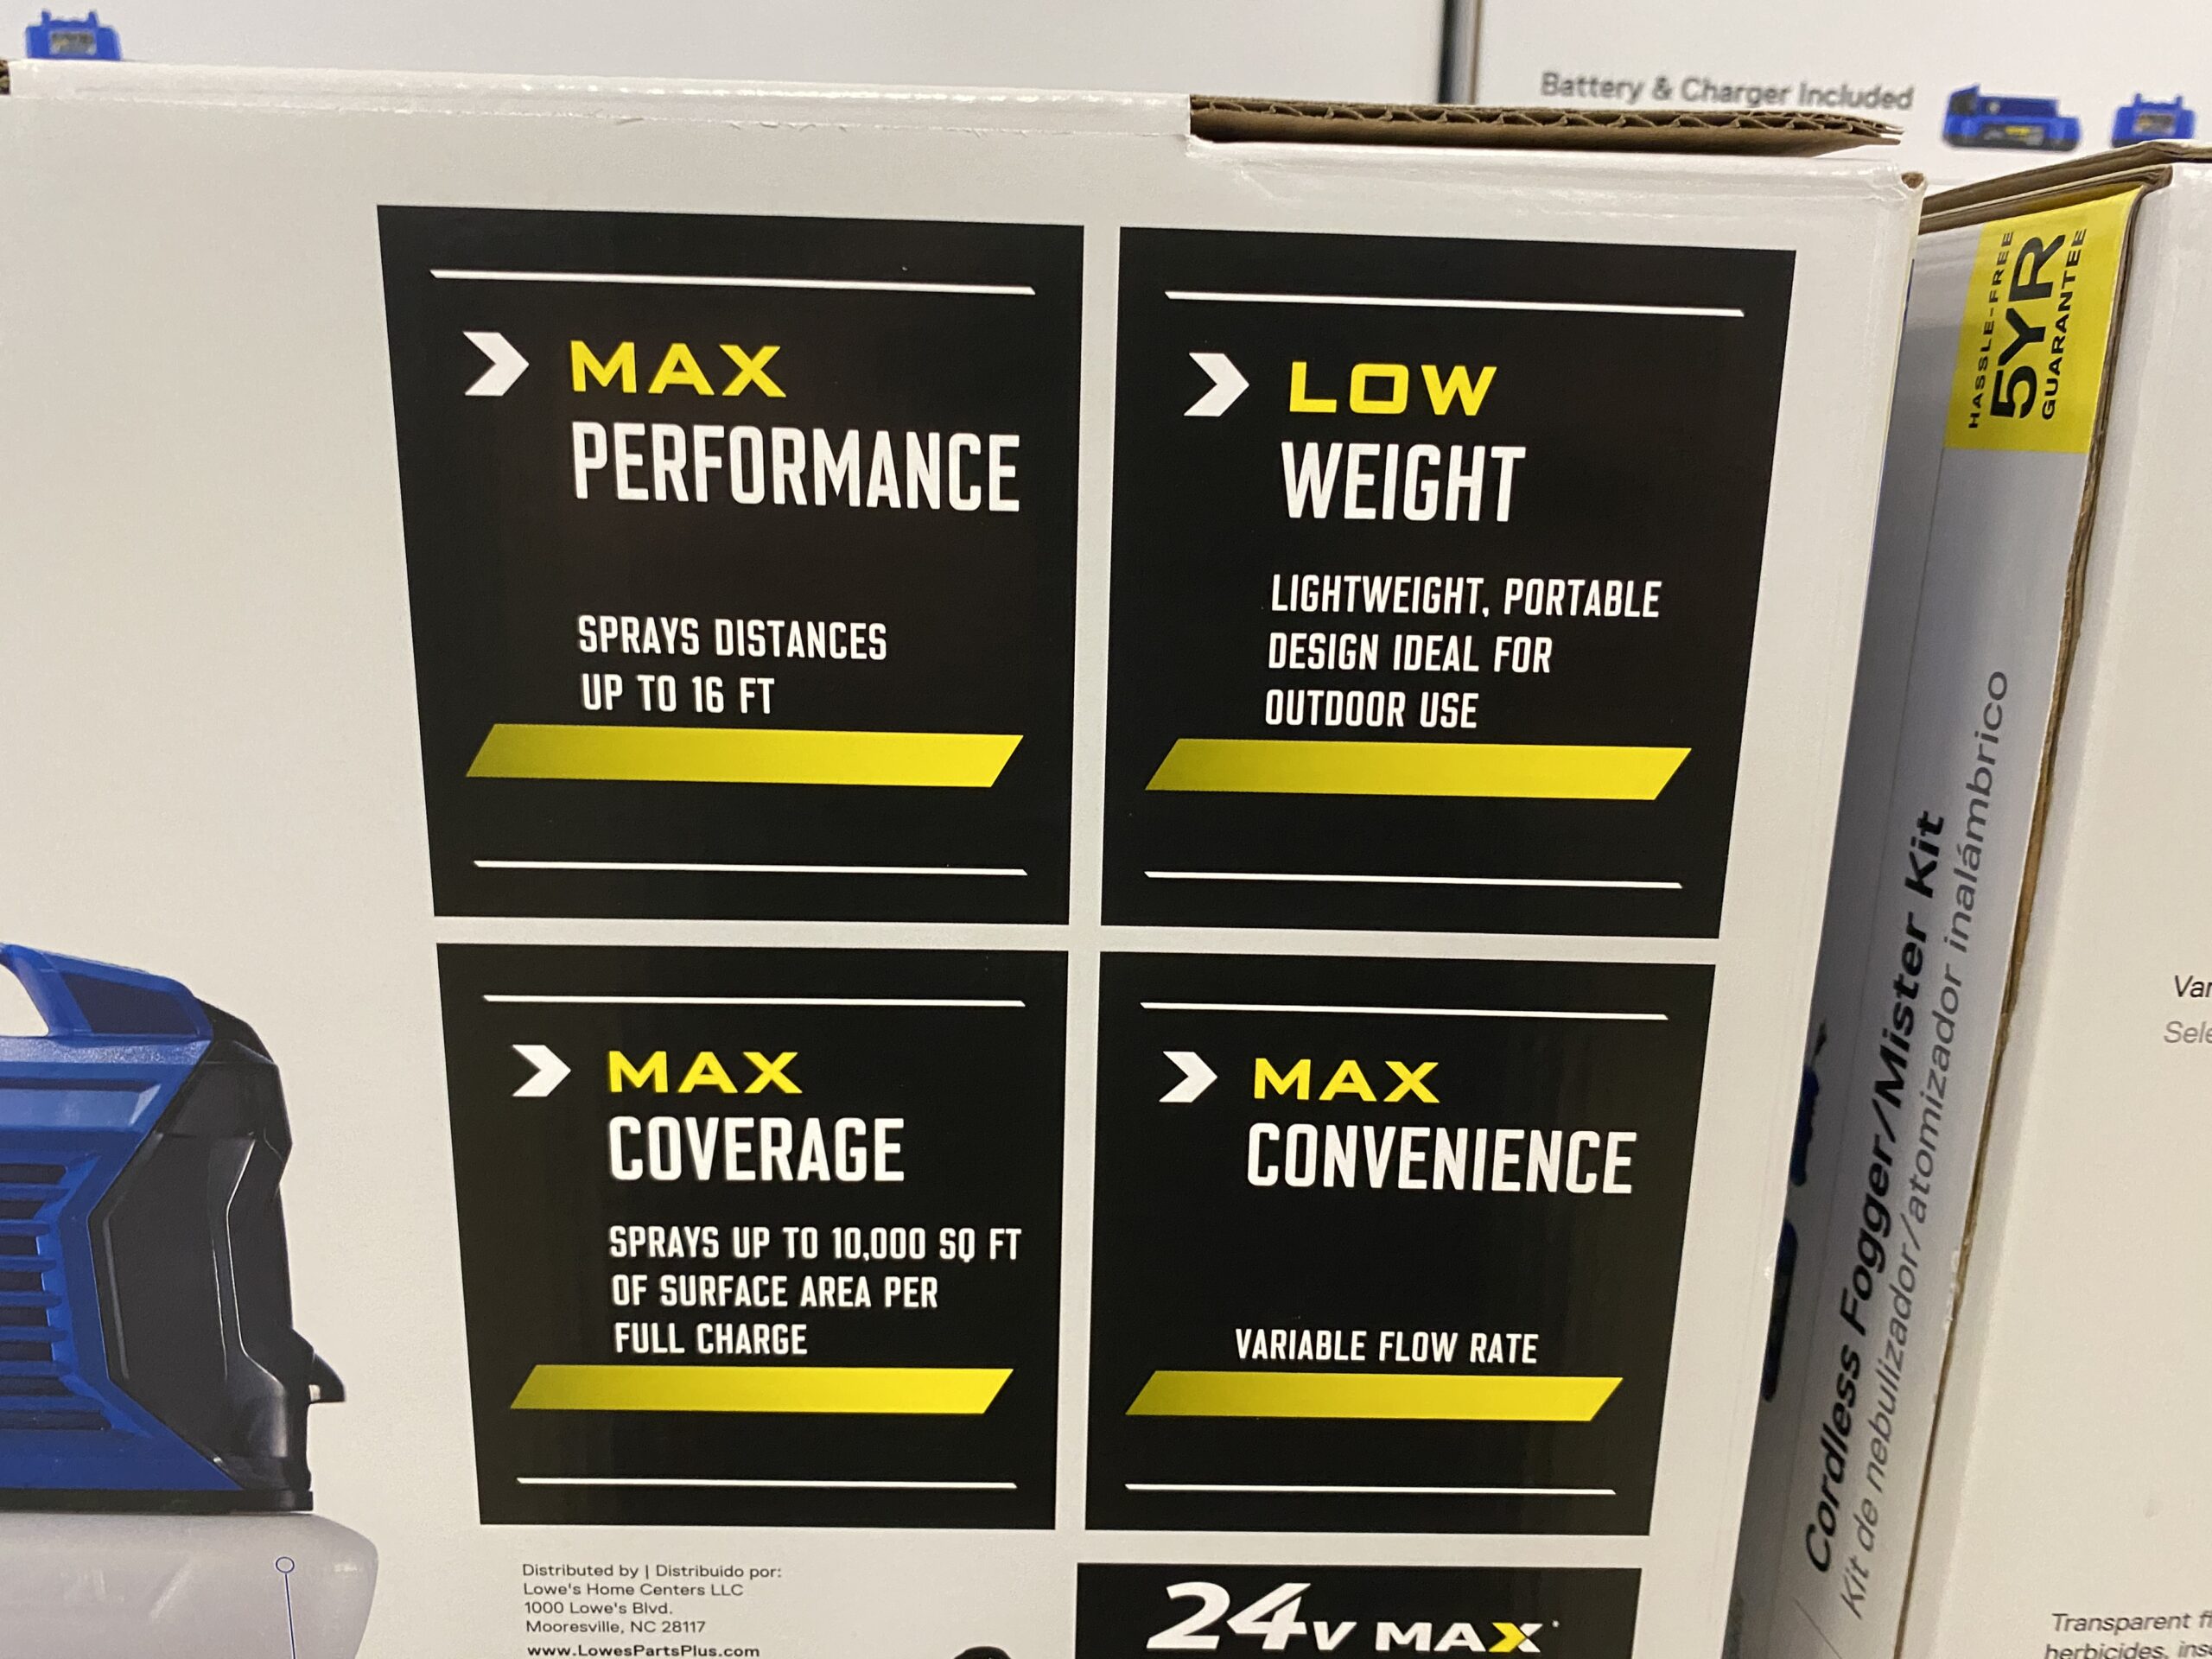 Battery & Charger Included
HASSLE-FREE
5YR
GUARANTEE
MAX
PERFORMANCE
SPRAYS DISTANCES
UP TO 16 FT
LOW
WEIGHT
LIGHTWEIGHT, PORTABLE
DESIGN IDEAL FOR
OUTDOOR USE
MAX
COVERAGE
SPRAYS UP TO 10,000 SQ FT
OF SURFACE AREA PER
FULL CHARGE
MAX
CONVENIENCE
VARIABLE FLOW RATE
Cordless Fogger/Mister Kit
Kit de nebulizador/atomizador inalámbrico
Distributed by | Distribuido por:
Lowe's Home Centers LLC
1000 Lowe's Blvd.
Mooresville, NC 28117
www.LowesPartsPlus.com
24V MAX*
Transparent
herbicides,